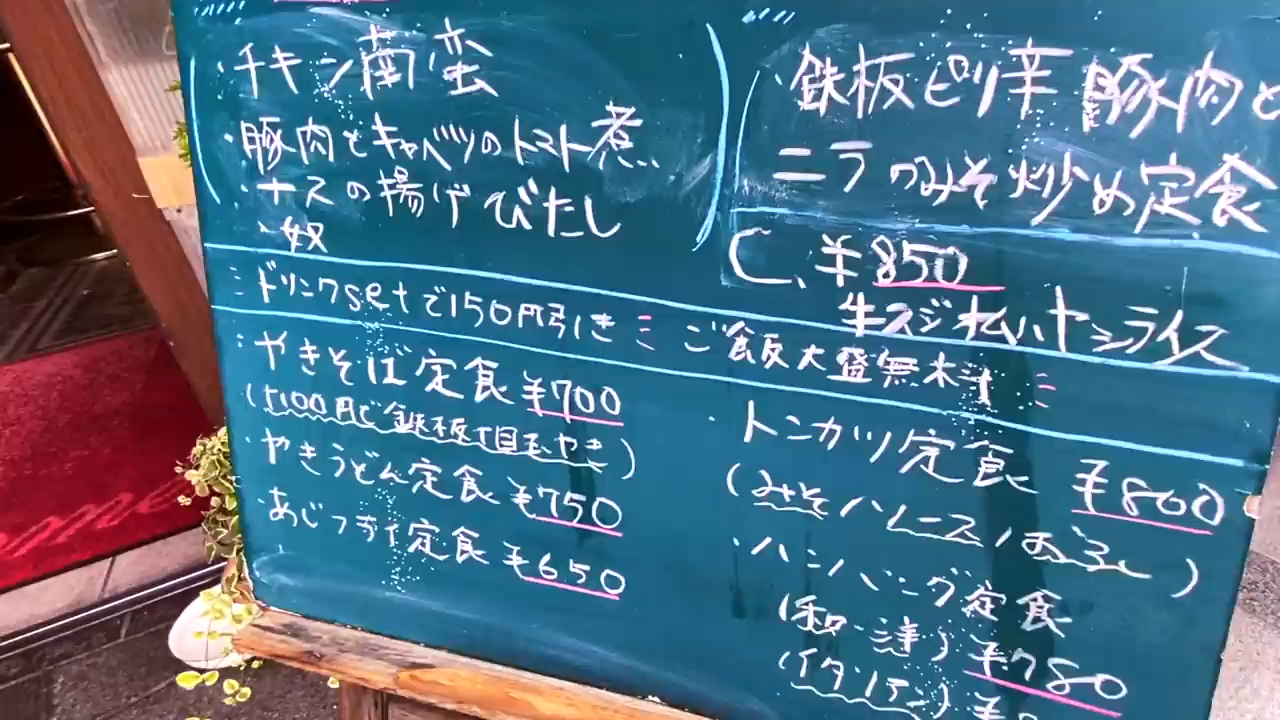 ・チキン南蛮
・豚肉とキャベツのトマト煮
・ナスの揚げびたし
・奴
・鉄板ピリ辛 豚肉と
ニラのみそ炒め定食
C、¥850
牛スジオムハヤシライス
ドリンクsetで150円引き
ご飯大盛無料
・やきそば定食 ¥700
(+100円で鉄板で目玉やき)
・やきうどん定食 ¥750
・あじフライ定食 ¥650
・トンカツ定食 ¥800
(みそ/ソース/おろし)
・ハンバーグ定食
(和・洋) ¥780
(イタリアン) ¥